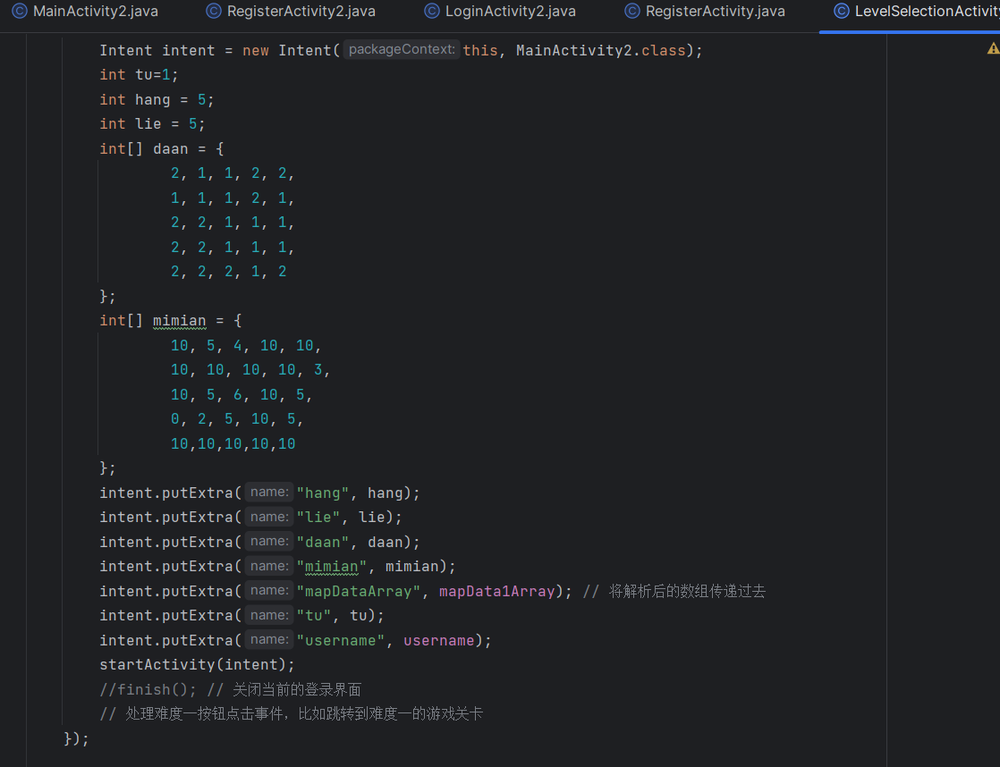 MainActivity2.java RegisterActivity2.java LoginActivity2.java RegisterActivity.java LevelSelectionActivity
Intent intent = new Intent( packageContext: this, MainActivity2.class);
int tu=1;
int hang = 5;
int lie = 5;
int[] daan = {
2, 1, 1, 2, 2,
1, 1, 1, 2, 1,
2, 2, 1, 1, 1,
2, 2, 1, 1, 1,
2, 2, 2, 1, 2
};
int[] mimian = {
10, 5, 4, 10, 10,
10, 10, 10, 10, 3,
10, 5, 6, 10, 5,
0, 2, 5, 10, 5,
10,10,10,10,10
};
intent.putExtra( name: "hang", hang);
intent.putExtra( name: "lie", lie);
intent.putExtra( name: "daan", daan);
intent.putExtra( name: "mimian", mimian);
intent.putExtra( name: "mapDataArray", mapData1Array); // 将解析后的数组传递过去
intent.putExtra( name: "tu", tu);
intent.putExtra( name: "username", username);
startActivity(intent);
//finish(); // 关闭当前的登录界面
// 处理难度一按钮点击事件，比如跳转到难度一的游戏关卡
});